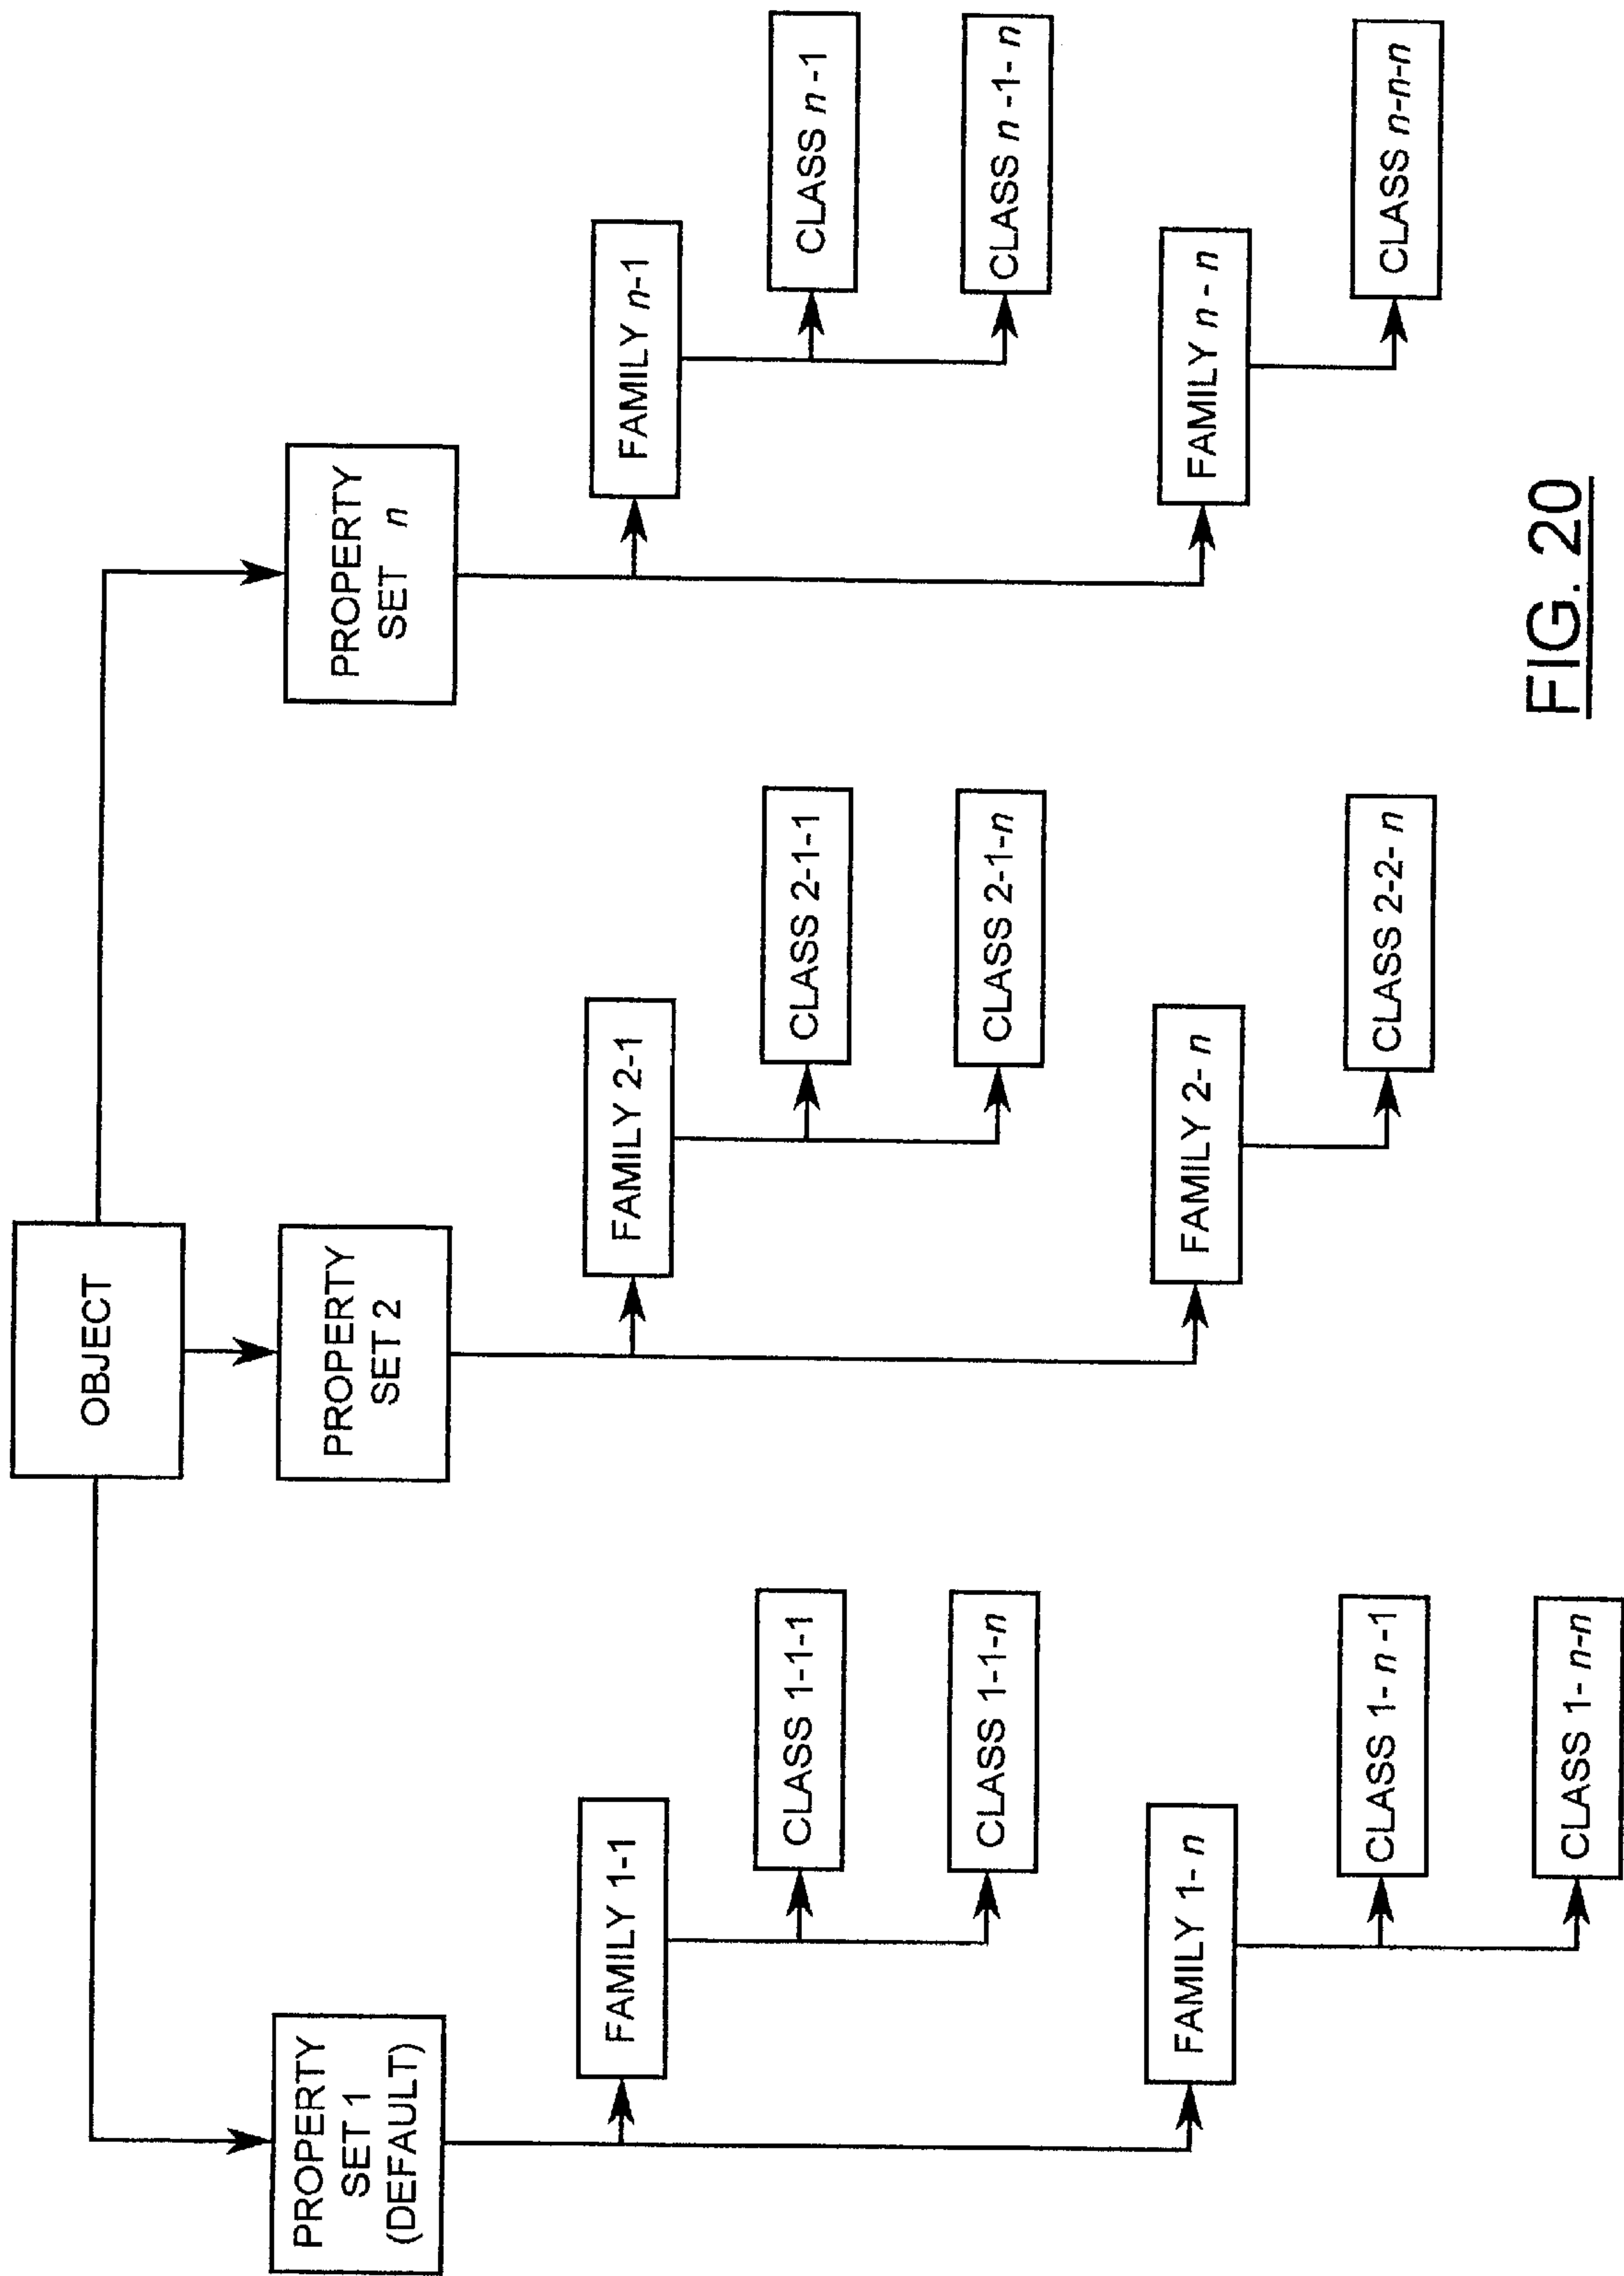 OBJECT
PROPERTY
SET 1
(DEFAULT)
FAMILY 1-1
CLASS 1-1-1
CLASS 1-1-n
FAMILY 1- n
CLASS 1- n -1
CLASS 1- n-n
PROPERTY
SET 2
FAMILY 2-1
CLASS 2-1-1
CLASS 2-1-n
FAMILY 2- n
CLASS 2-2- n
PROPERTY
SET n
FAMILY n-1
CLASS n -1
CLASS n -1- n
FAMILY n - n
CLASS n-n-n
FIG. 20